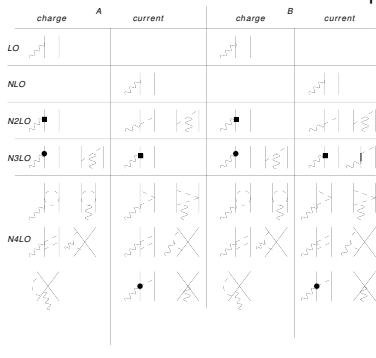 A B
charge current charge current
LO
NLO
N2LO
N3LO
N4LO